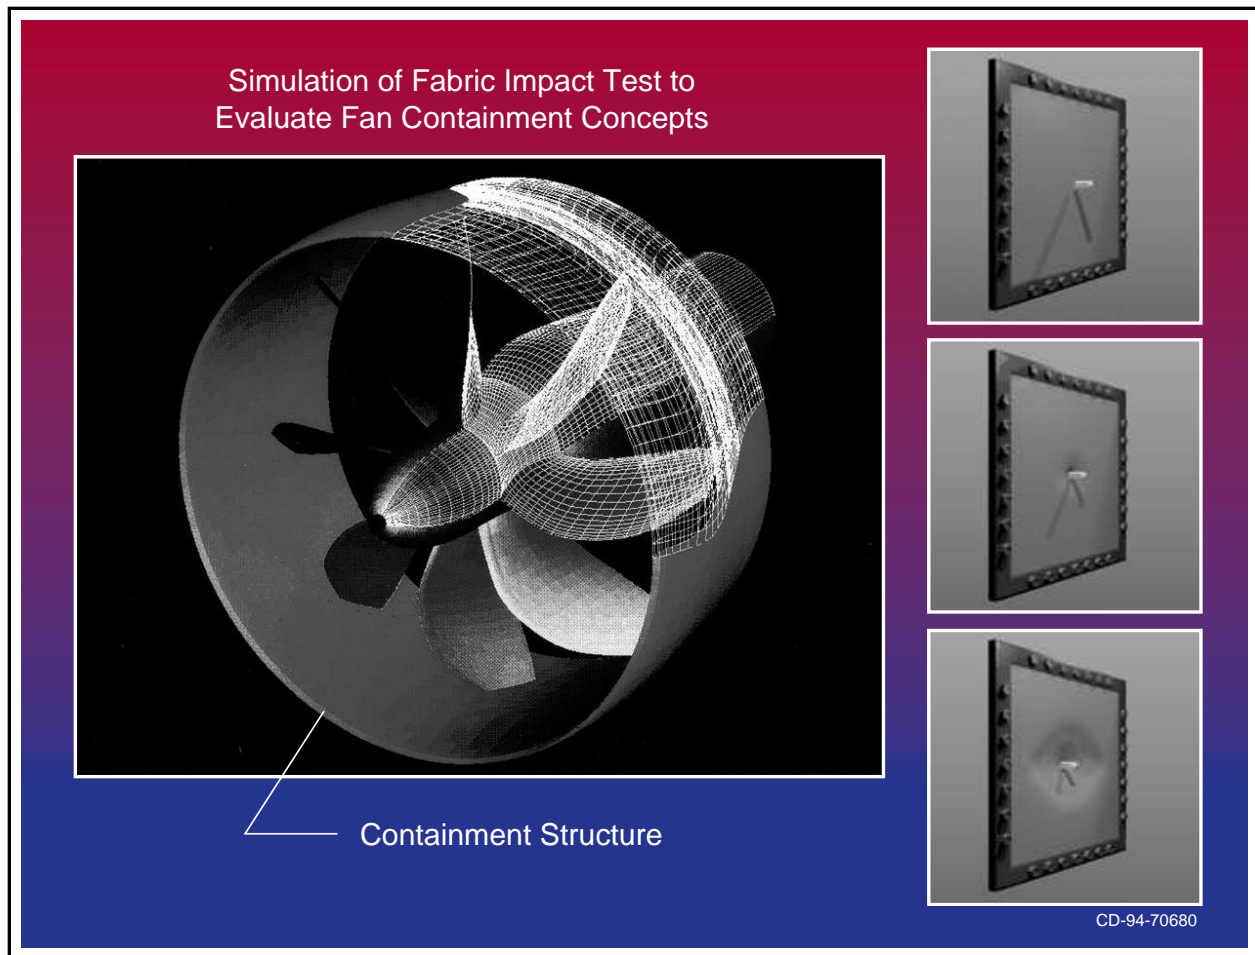 Simulation of Fabric Impact Test to
Evaluate Fan Containment Concepts
Containment Structure
CD-94-70680